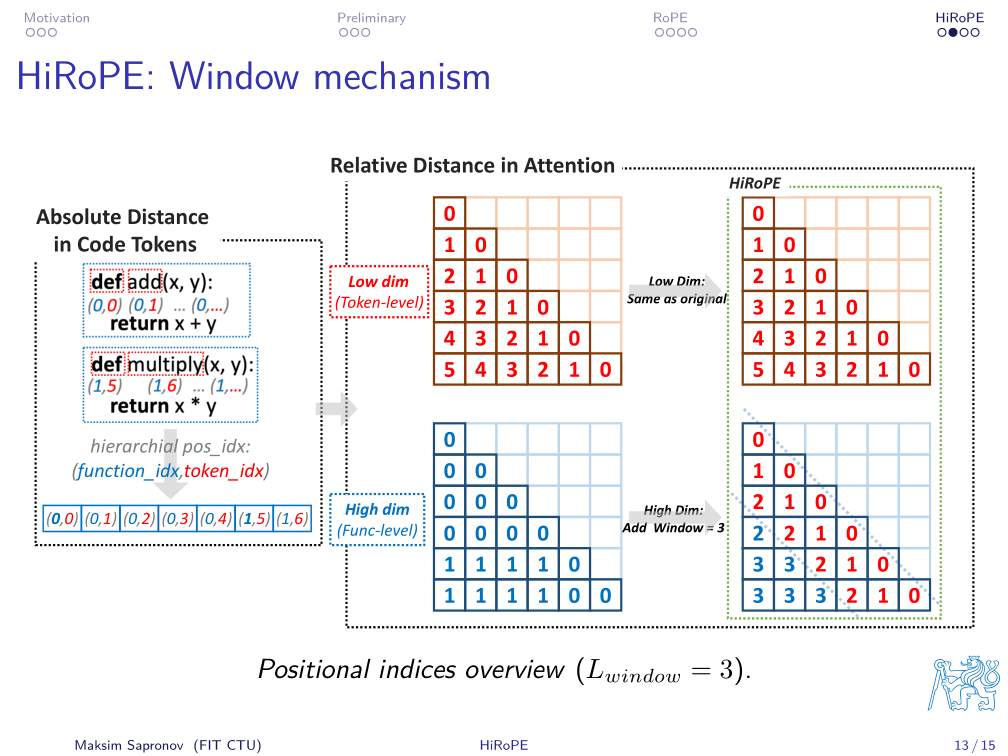 Motivation
Preliminary
RoPE
HiRoPE
HiRoPE: Window mechanism
Relative Distance in Attention
HiRoPE
Absolute Distance
in Code Tokens
def add(x, y):
(0,0) (0,1) ... (0,...)
return x + y
def multiply(x, y):
(1,5) (1,6) ... (1,...)
return x * y
hierarchial pos_idx:
(function_idx,token_idx)
(0,0) (0,1) (0,2) (0,3) (0,4) (1,5) (1,6)
Low dim
(Token-level)
0
1 0
2 1 0
3 2 1 0
4 3 2 1 0
5 4 3 2 1 0
Low Dim:
Same as original
0
1 0
2 1 0
3 2 1 0
4 3 2 1 0
5 4 3 2 1 0
High dim
(Func-level)
0
0 0
0 0 0
0 0 0 0
1 1 1 1 0
1 1 1 1 0 0
High Dim:
Add Window = 3
0
1 0
2 1 0
2 2 1 0
3 3 2 1 0
3 3 3 2 1 0
Positional indices overview (L_window = 3).
Maksim Sapronov (FIT CTU)
HiRoPE
13 / 15